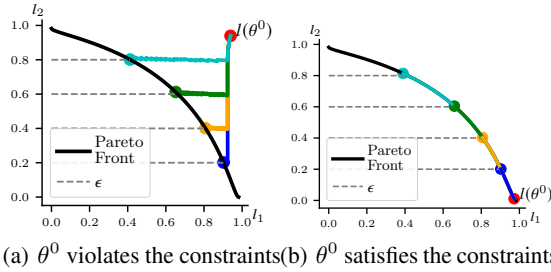 l₂
1.0
0.8
0.6
0.4
0.2
0.0
l(θ⁰)
Pareto
Front
ϵ
0.0 0.2 0.4 0.6 0.8 1.0
l₁
(a) θ⁰ violates the constraints
l₂
1.0
0.8
0.6
0.4
0.2
0.0
Pareto
Front
ϵ
l(θ⁰)
0.0 0.2 0.4 0.6 0.8 1.0
l₁
(b) θ⁰ satisfies the constraints